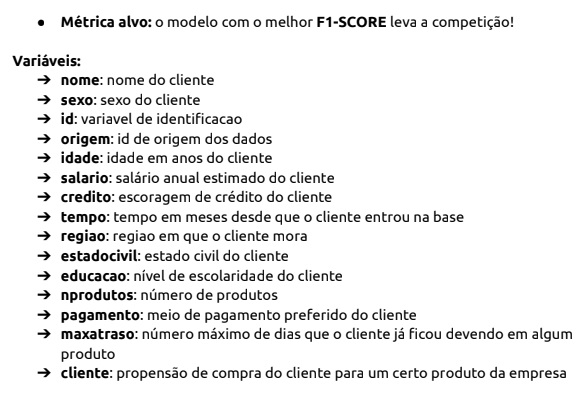 ● Métrica alvo: o modelo com o melhor F1-SCORE leva a competição!
Variáveis:
➔ nome: nome do cliente
➔ sexo: sexo do cliente
➔ id: variavel de identificacao
➔ origem: id de origem dos dados
➔ idade: idade em anos do cliente
➔ salario: salário anual estimado do cliente
➔ credito: escoragem de crédito do cliente
➔ tempo: tempo em meses desde que o cliente entrou na base
➔ regiao: regiao em que o cliente mora
➔ estadocivil: estado civil do cliente
➔ educacao: nível de escolaridade do cliente
➔ nprodutos: número de produtos
➔ pagamento: meio de pagamento preferido do cliente
➔ maxatraso: número máximo de dias que o cliente já ficou devendo em algum
produto
➔ cliente: propensão de compra do cliente para um certo produto da empresa